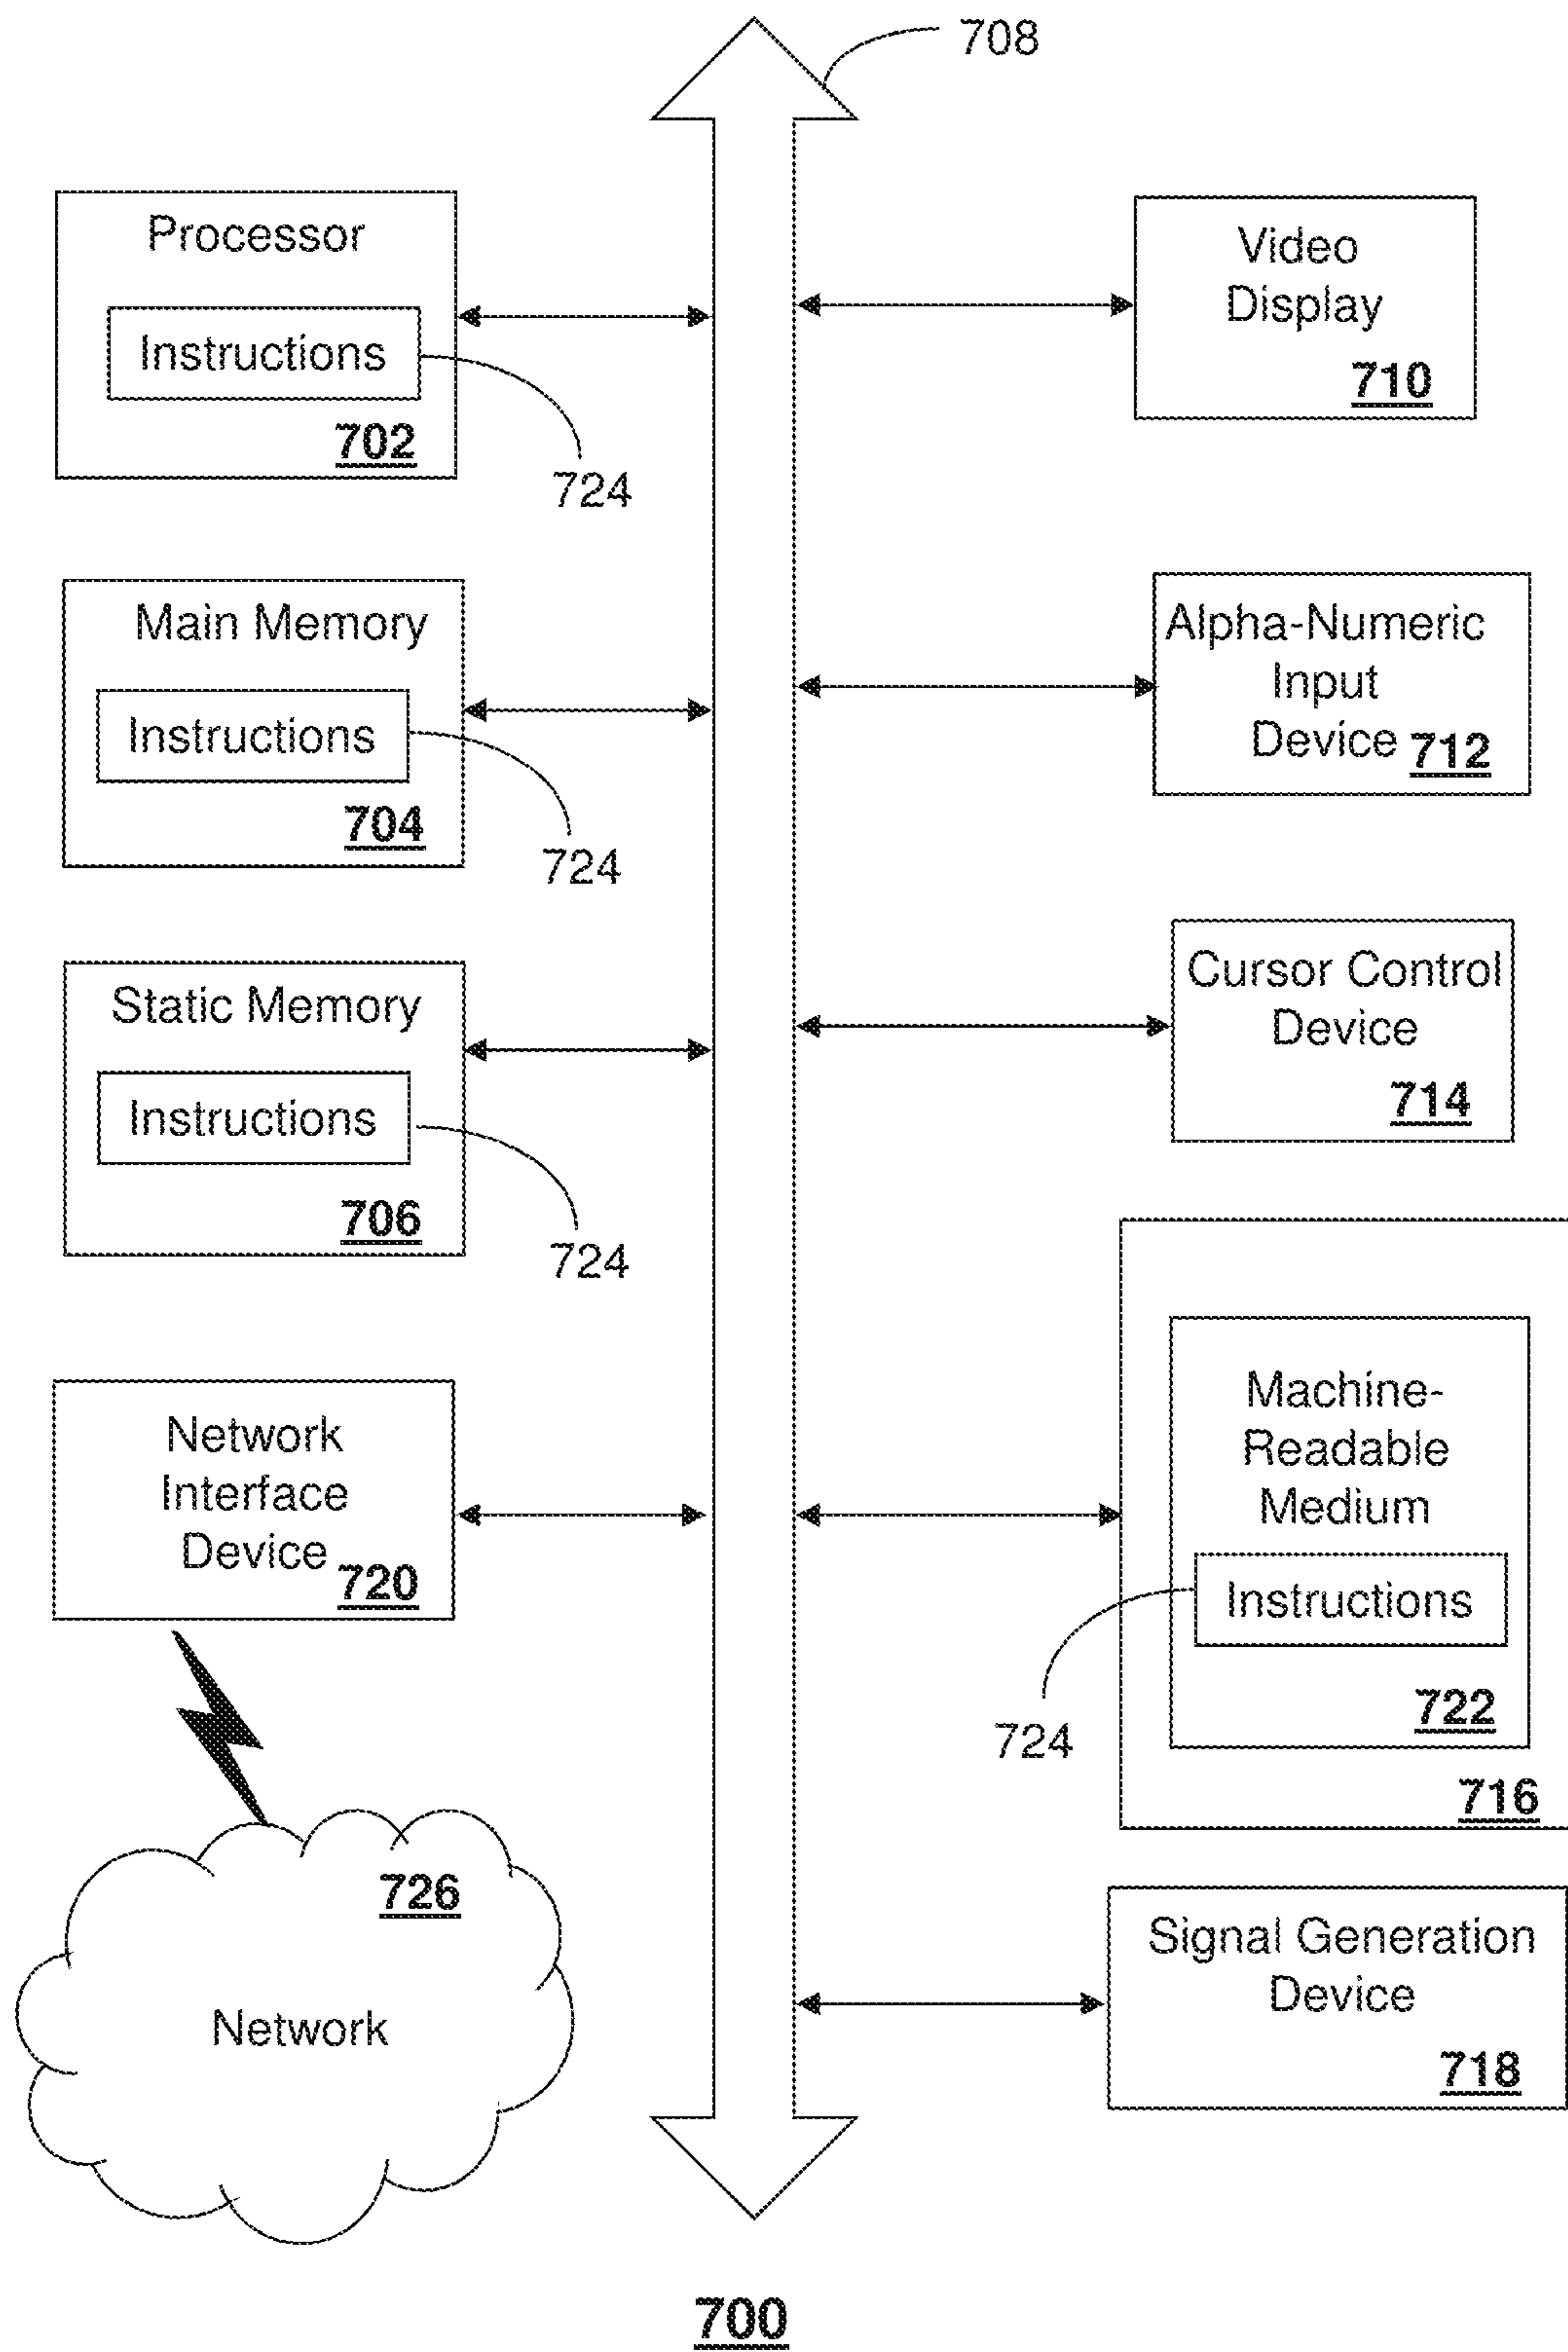 708
Processor
Instructions
702
724
Main Memory
Instructions
704
724
Static Memory
Instructions
706
724
Network
Interface
Device 720
726
Network
Video
Display
710
Alpha-Numeric
Input
Device 712
Cursor Control
Device
714
Machine-
Readable
Medium
Instructions
722
724
716
Signal Generation
Device
718
700